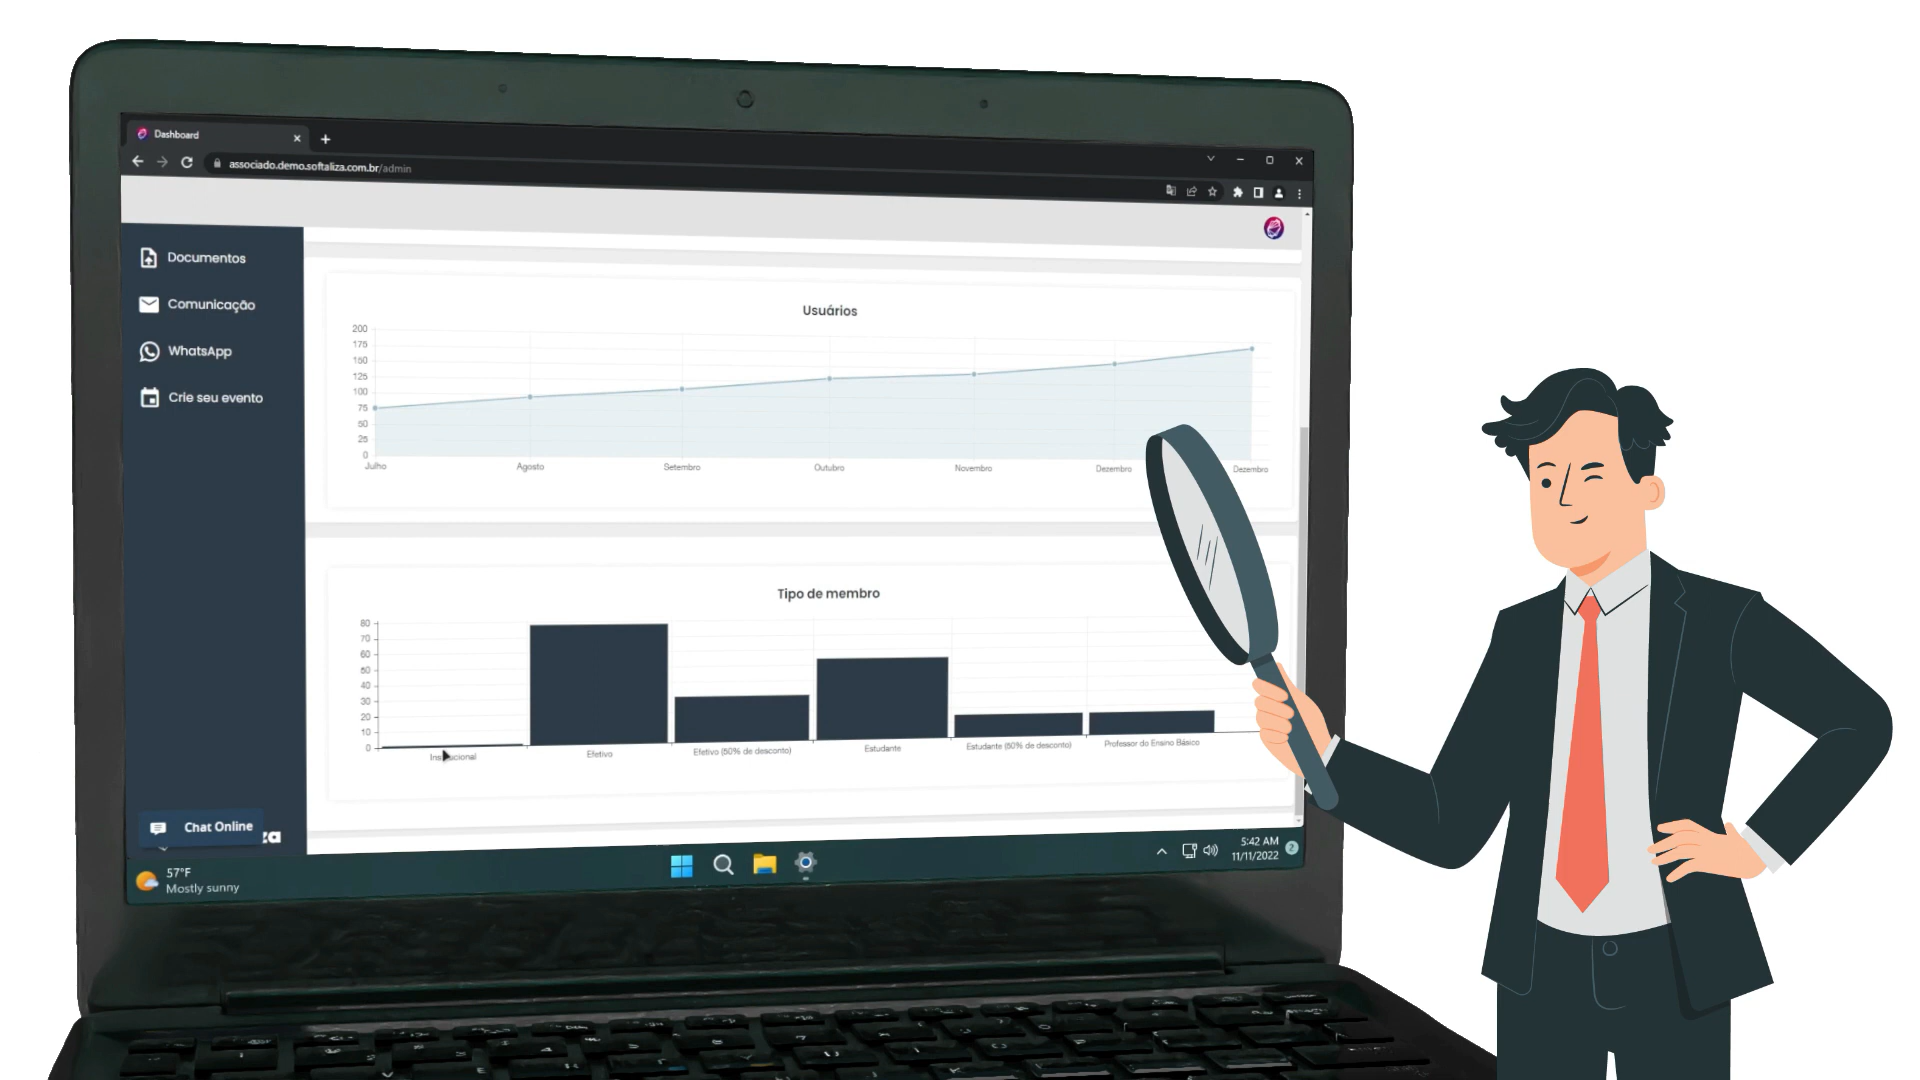 Dashboard
associado.demo.softaliza.com.br/admin
Documentos
Comunicação
WhatsApp
Crie seu evento
Usuários
200
175
150
125
100
75
50
25
0
Julho Agosto Setembro Outubro Novembro Dezembro Dezembro
Tipo de membro
80
70
60
50
40
30
20
10
0
Efetivo Efetivo (50% de desconto) Estudante Estudante (50% de desconto) Professor do Ensino Básico
Chat Online
za
57°F
Mostly sunny
5:42 AM
11/11/2022
2